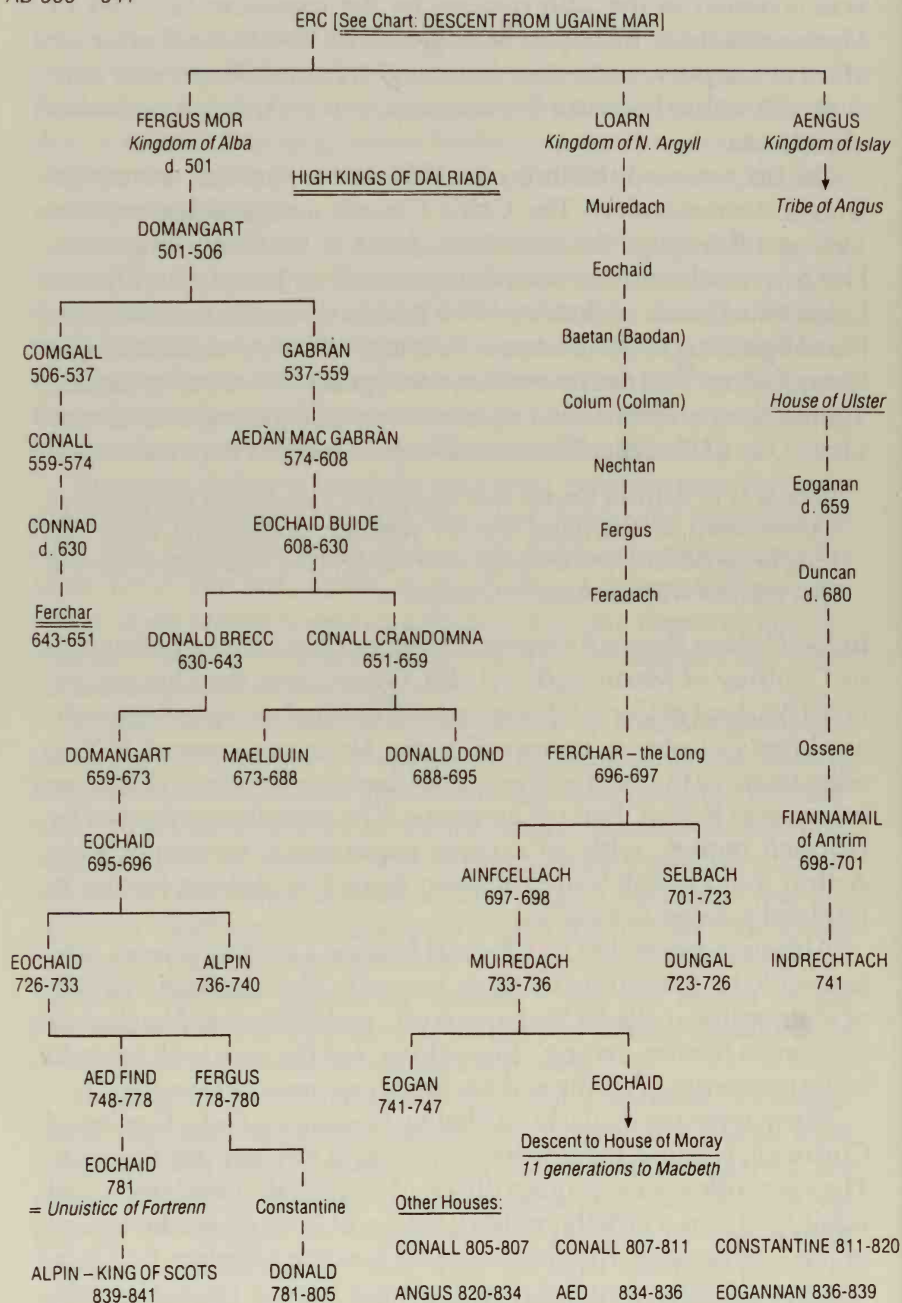 ERC [See Chart: DESCENT FROM UGAINE MAR]
FERGUS MOR LOARN AENGUS
Kingdom of Alba Kingdom of N. Argyll Kingdom of Islay
d. 501
HIGH KINGS OF DALRIADA
DOMANGART Muiredach Tribe of Angus
501-506
Eochaid
COMGALL GABRÀN Baetan (Baodan)
506-537 537-559
Colum (Colman) House of Ulster
CONALL AEDÀN MAC GABRÀN
559-574 574-608
Nechtan Eoganan
d. 659
CONNAD EOCHAID BUIDE Fergus
d. 630 608-630
Duncan
Feradach d. 680
Ferchar
643-651 DONALD BRECC CONALL CRANDOMNA
630-643 651-659
DOMANGART MAELDUIN DONALD DOND FERCHAR – the Long Ossene
659-673 673-688 688-695 696-697
FIANNAMAIL
EOCHAID of Antrim
695-696 698-701
AINFCELLACH SELBACH
697-698 701-723
EOCHAID ALPIN MUIREDACH DUNGAL INDRECHTACH
726-733 736-740 733-736 723-726 741
AED FIND FERGUS EOGAN EOCHAID
748-778 778-780 741-747
Descent to House of Moray
EOCHAID 11 generations to Macbeth
781
= Unuisticc of Fortrenn Constantine Other Houses:
CONALL 805-807 CONALL 807-811 CONSTANTINE 811-820
ALPIN – KING OF SCOTS DONALD
839-841 781-805 ANGUS 820-834 AED 834-836 EOGANNAN 836-839